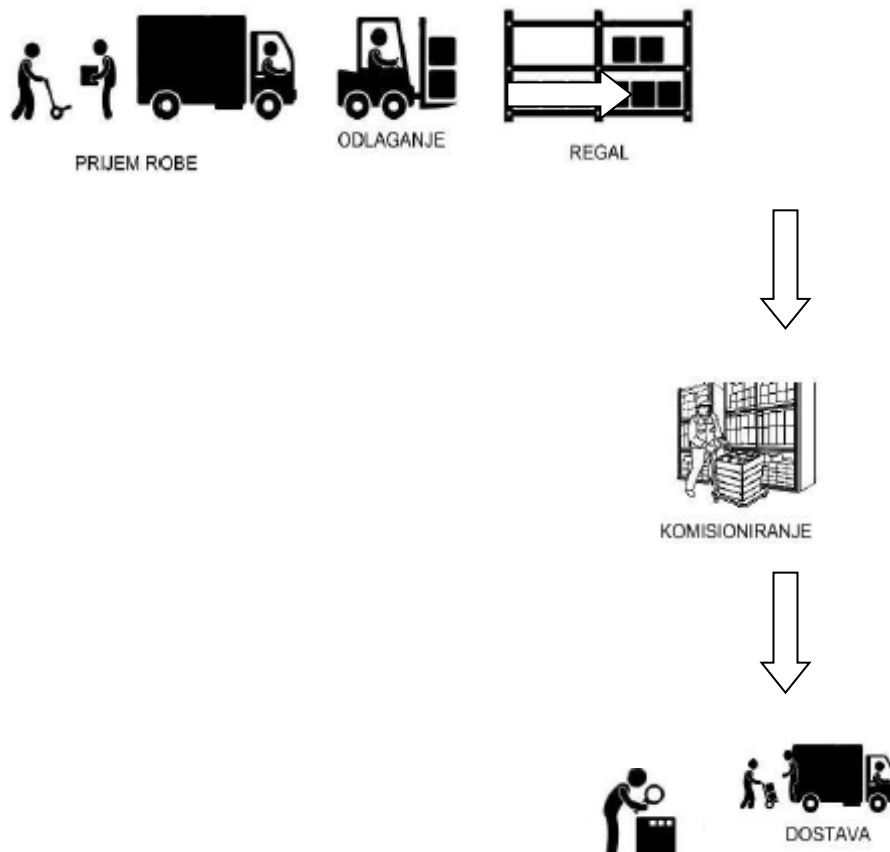 PRIJEM ROBE
ODLAGANJE
REGAL
KOMISIONIRANJE
DOSTAVA